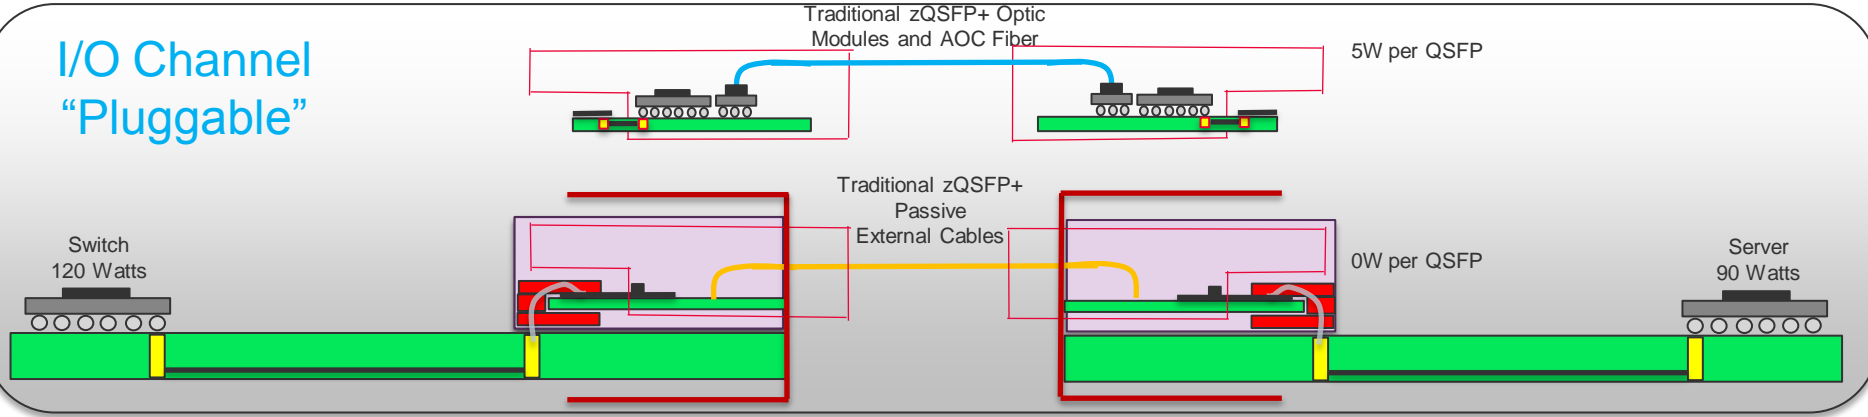 I/O Channel
“Pluggable”
Traditional zQSFP+ Optic
Modules and AOC Fiber
5W per QSFP
Traditional zQSFP+
Passive
External Cables
0W per QSFP
Switch
120 Watts
Server
90 Watts